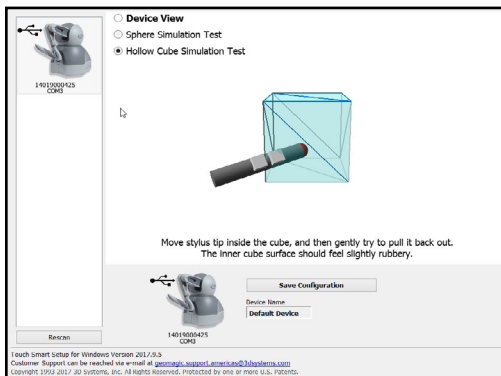 Device View
Sphere Simulation Test
Hollow Cube Simulation Test
14019000425
COM3
Move stylus tip inside the cube, and then gently try to pull it back out.
The inner cube surface should feel slightly rubbery.
Save Configuration
Device Name
Default Device
14019000425
COM3
Rescan
Touch Smart Setup for Windows Version 2017.9.5
Customer Support can be reached via e-mail at geomagic.support.americas@3dsystems.com
Copyright 1993-2017 3D Systems, Inc. All Rights Reserved. Protected by one or more U.S. Patents.